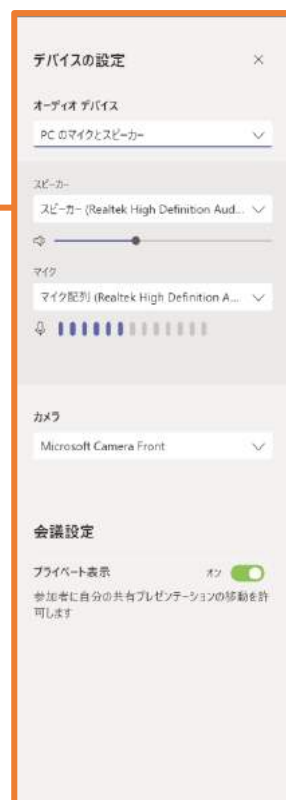 デバイスの設定
オーディオ デバイス
PC のマイクとスピーカー
スピーカー
スピーカー (Realtek High Definition Aud...
マイク
マイク配列 (Realtek High Definition A...
カメラ
Microsoft Camera Front
会議設定
プライベート表示 オン
参加者に自分の共有プレゼンテーションの移動を許
可します